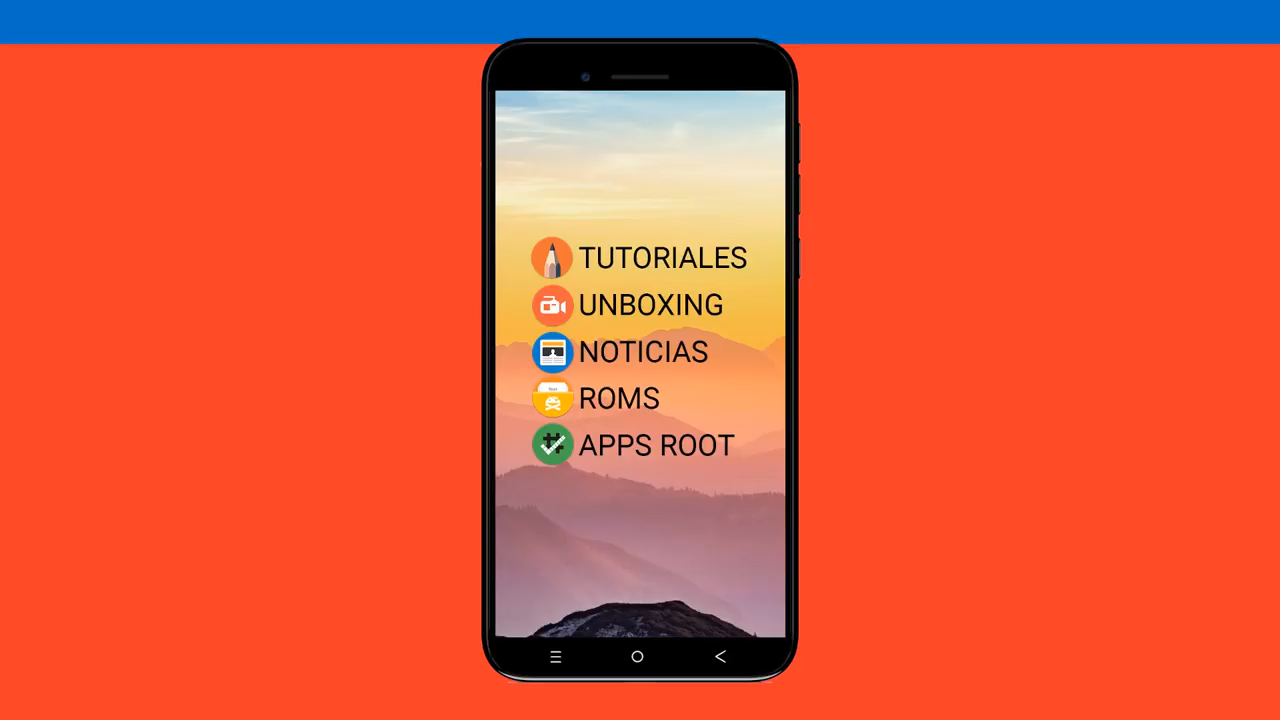 TUTORIALES
UNBOXING
NOTICIAS
ROMS
APPS ROOT